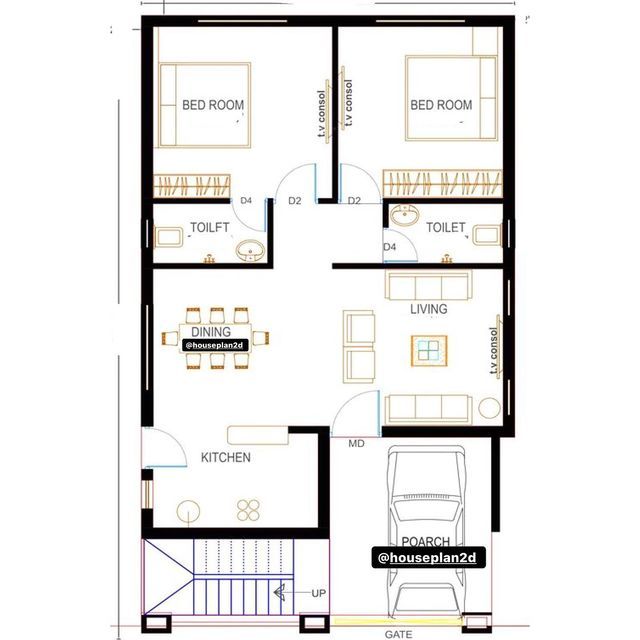 BED ROOM
t.v consol
t.v consol
BED ROOM
D4
D2
D2
TOILFT
TOILET
D4
LIVING
DINING
@houseplan2d
t.v consol
MD
KITCHEN
POARCH
@houseplan2d
UP
GATE